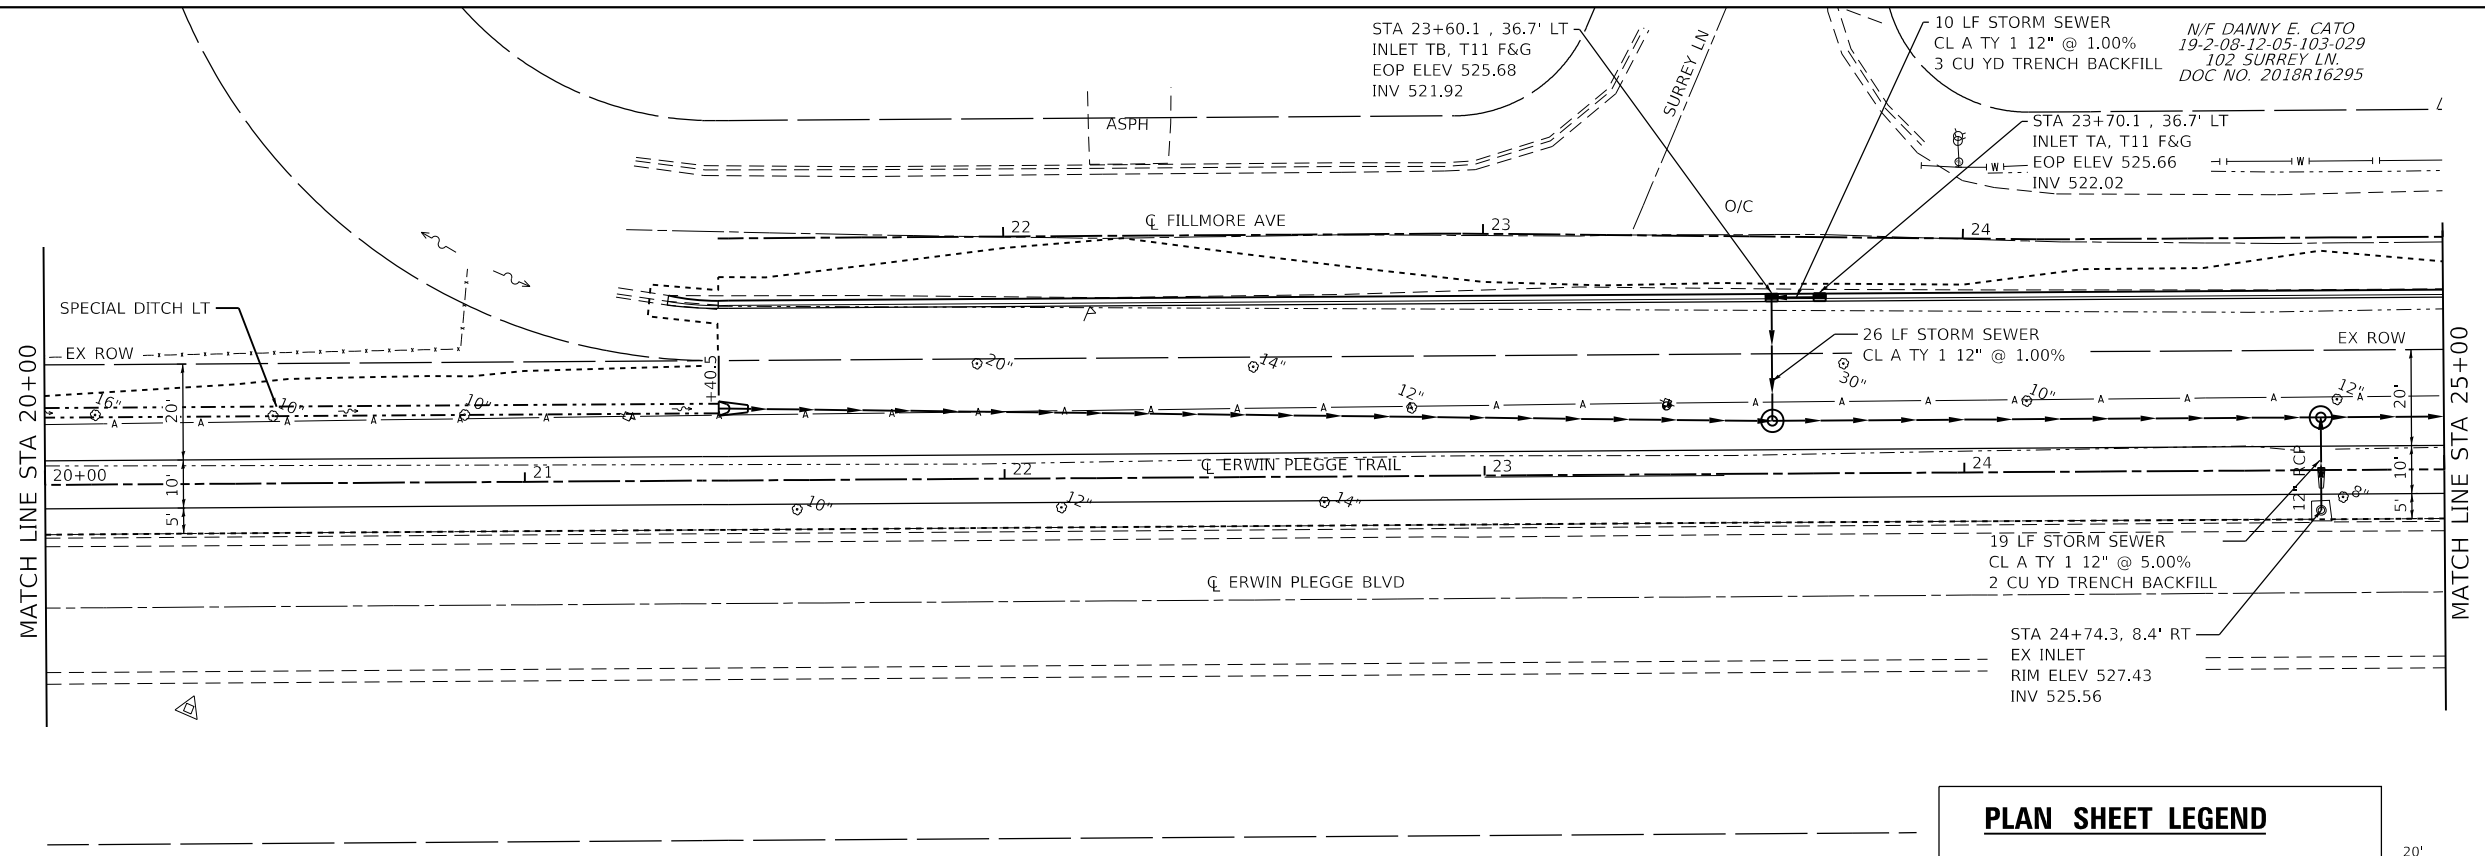 STA 23+60.1 , 36.7' LT
INLET TB, T11 F&G
EOP ELEV 525.68
INV 521.92
10 LF STORM SEWER
CL A TY 1 12" @ 1.00%
3 CU YD TRENCH BACKFILL
N/F DANNY E. CATO
19-2-08-12-05-103-029
102 SURREY LN.
DOC NO. 2018R16295
SURREY LN
ASPH
STA 23+70.1 , 36.7' LT
INLET TA, T11 F&G
EOP ELEV 525.66
INV 522.02
W
W
O/C
22
℄ FILLMORE AVE
23
24
SPECIAL DITCH LT
26 LF STORM SEWER
CL A TY 1 12" @ 1.00%
EX ROW
EX ROW
MATCH LINE STA 20+00
MATCH LINE STA 25+00
+40.5
20"
14"
30"
16"
10"
10"
12"
10"
12"
A A A A A A A A A A A A A A A A A A A A A A A A A A
20'
20'
20+00
21
22
℄ ERWIN PLEGGE TRAIL
23
24
10'
10'
5'
5'
10"
12"
14"
12" RCP
8"
19 LF STORM SEWER
CL A TY 1 12" @ 5.00%
2 CU YD TRENCH BACKFILL
℄ ERWIN PLEGGE BLVD
STA 24+74.3, 8.4' RT
EX INLET
RIM ELEV 527.43
INV 525.56
PLAN SHEET LEGEND
20'